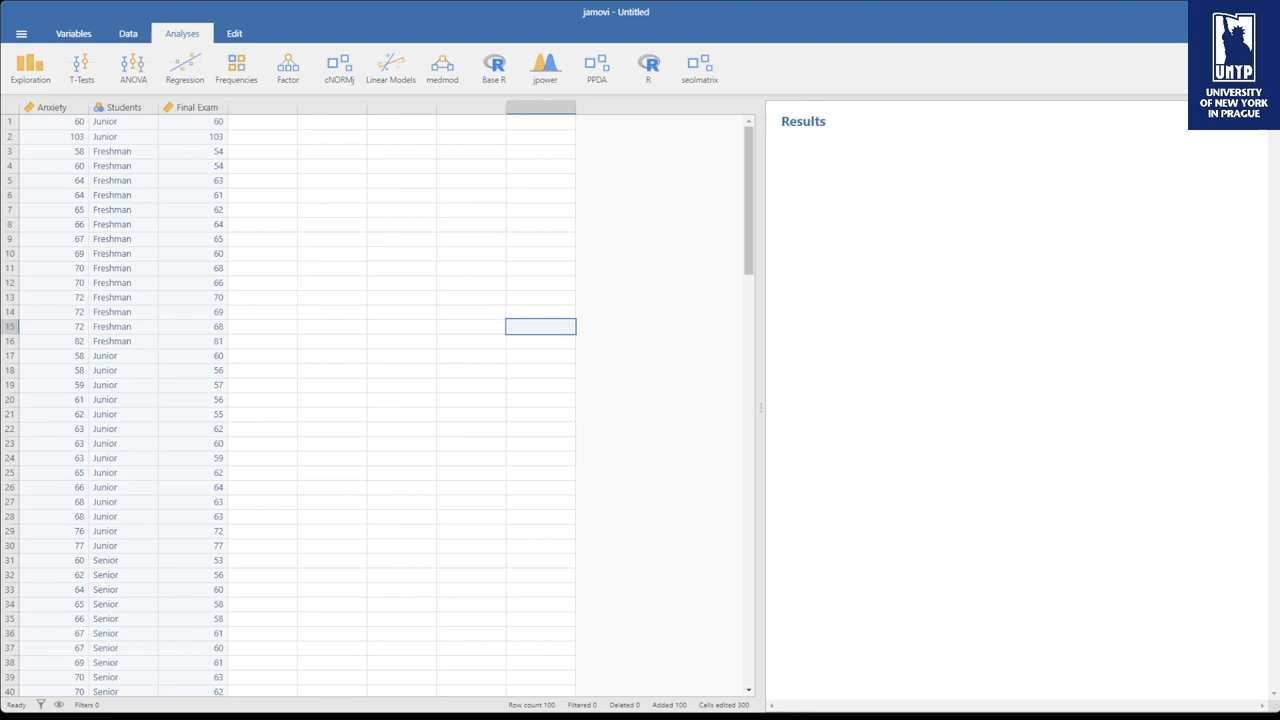 jamovi - Untitled
Variables Data Analyses Edit
Exploration T-Tests ANOVA Regression Frequencies Factor cNORMj Linear Models medmod Base R jpower PPDA R seolmatrix
UNYP
UNIVERSITY
OF NEW YORK
IN PRAGUE
Anxiety Students Final Exam
1 60 Junior 60
2 103 Junior 103
3 58 Freshman 54
4 60 Freshman 54
5 64 Freshman 63
6 64 Freshman 61
7 65 Freshman 62
8 66 Freshman 64
9 67 Freshman 65
10 69 Freshman 60
11 70 Freshman 68
12 70 Freshman 66
13 72 Freshman 70
14 72 Freshman 69
15 72 Freshman 68
16 82 Freshman 81
17 58 Junior 60
18 58 Junior 56
19 59 Junior 57
20 61 Junior 56
21 62 Junior 55
22 63 Junior 62
23 63 Junior 60
24 63 Junior 59
25 65 Junior 62
26 66 Junior 64
27 68 Junior 63
28 68 Junior 63
29 76 Junior 72
30 77 Junior 77
31 60 Senior 53
32 62 Senior 56
33 64 Senior 60
34 65 Senior 58
35 66 Senior 58
36 67 Senior 61
37 67 Senior 60
38 69 Senior 61
39 70 Senior 63
40 70 Senior 62
Results
Ready Filters 0 Row count 100 Filtered 0 Deleted 0 Added 100 Cells edited 300